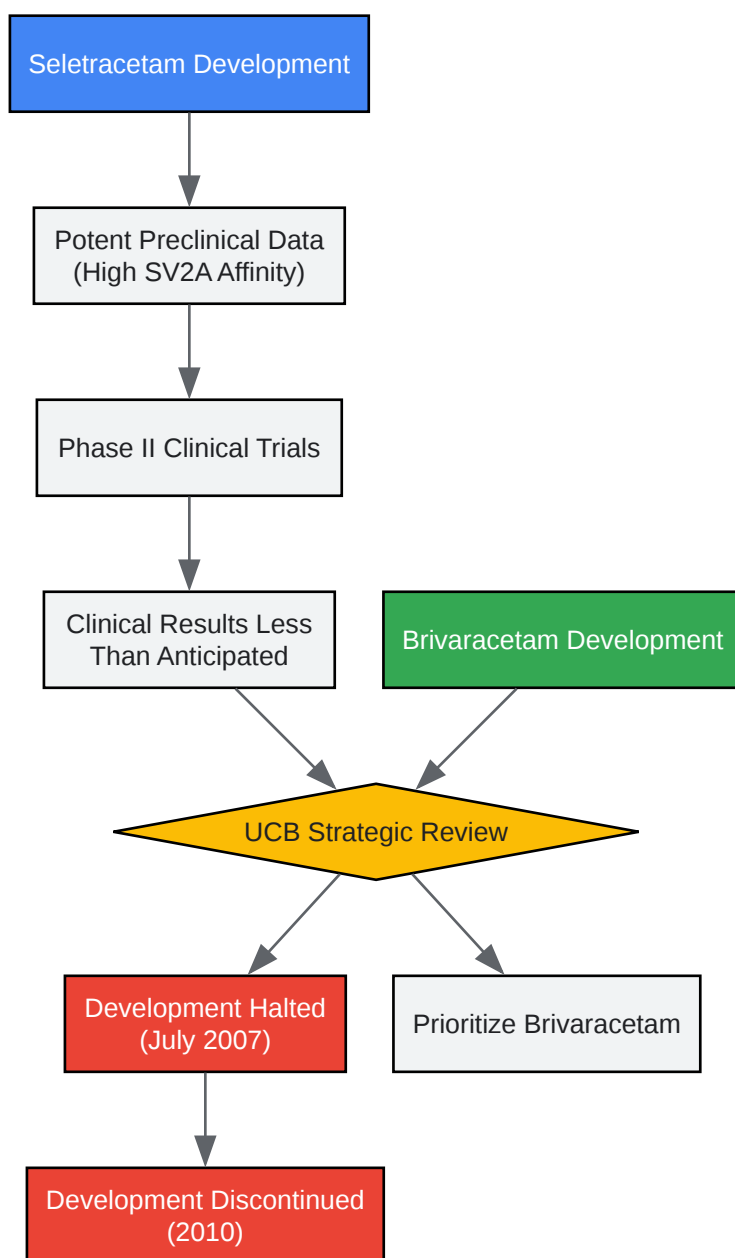 Seletracetam Development
Potent Preclinical Data
(High SV2A Affinity)
Phase II Clinical Trials
Clinical Results Less
Than Anticipated
Brivaracetam Development
UCB Strategic Review
Development Halted
(July 2007)
Prioritize Brivaracetam
Development Discontinued
(2010)